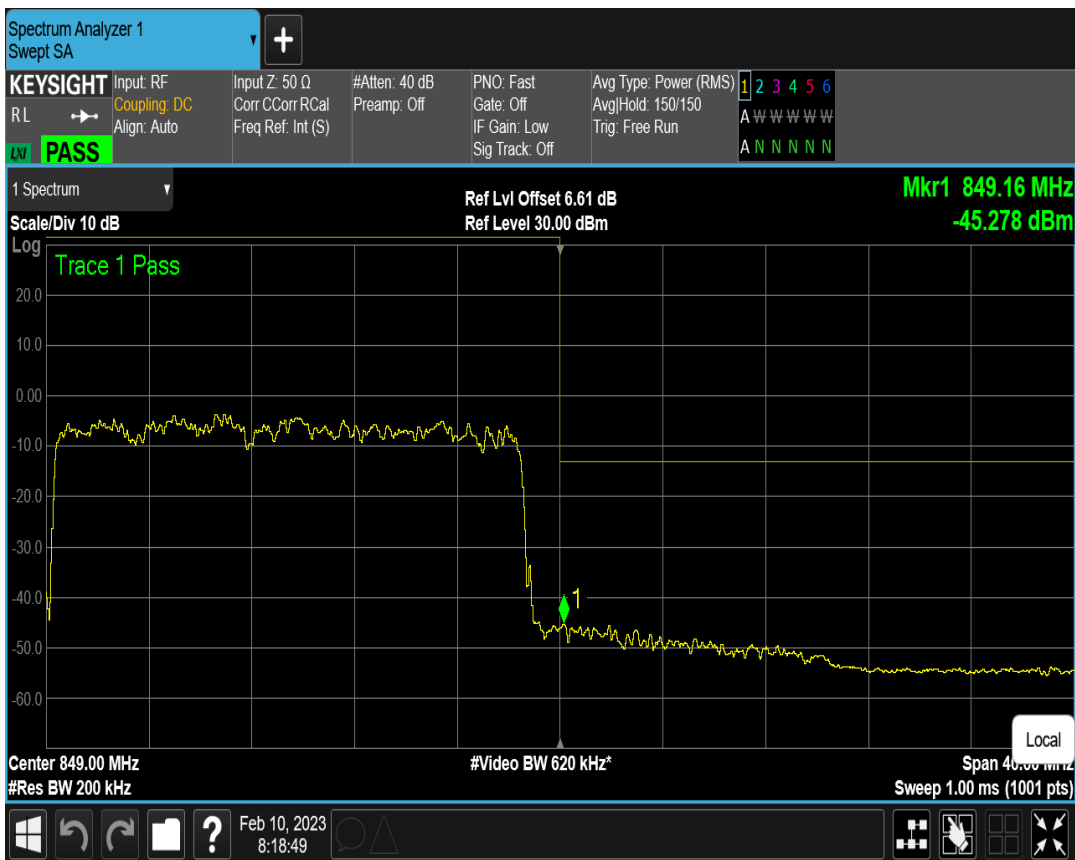 Spectrum Analyzer 1
Swept SA
+
KEYSIGHT
RL
LXI PASS
Input: RF
Coupling: DC
Align: Auto
Input Z: 50 Ω
Corr CCorr RCal
Freq Ref: Int (S)
#Atten: 40 dB
Preamp: Off
PNO: Fast
Gate: Off
IF Gain: Low
Sig Track: Off
Avg Type: Power (RMS)
Avg|Hold: 150/150
Trig: Free Run
1 2 3 4 5 6
A W W W W W
A N N N N N
1 Spectrum
Scale/Div 10 dB
Ref Lvl Offset 6.61 dB
Ref Level 30.00 dBm
Mkr1 849.16 MHz
-45.278 dBm
Log
Trace 1 Pass
20.0
10.0
0.00
-10.0
-20.0
-30.0
-40.0
-50.0
-60.0
1
Local
Center 849.00 MHz
#Res BW 200 kHz
#Video BW 620 kHz*
Span 40.00 MHz
Sweep 1.00 ms (1001 pts)
?
Feb 10, 2023
8:18:49